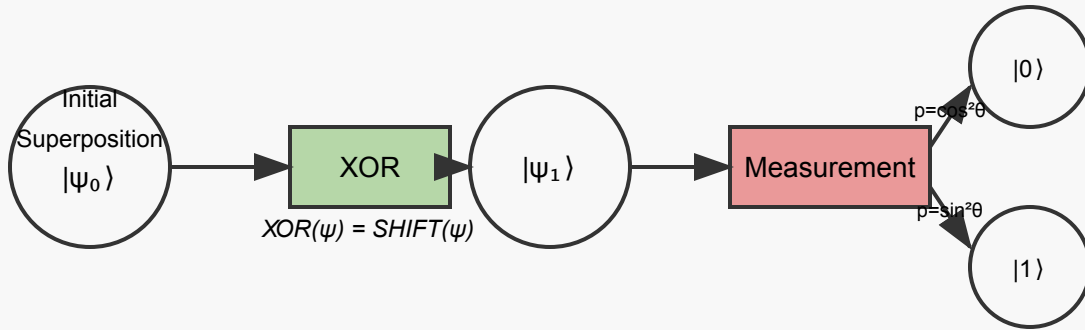 Initial
Superposition
|ψ₀⟩
XOR
XOR(ψ) = SHIFT(ψ)
|ψ₁⟩
Measurement
p=cos²θ
p=sin²θ
|0⟩
|1⟩